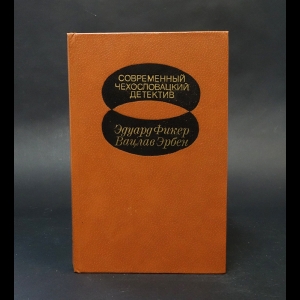 СОВРЕМЕННЫЙ
ЧЕХОСЛОВАЦКИЙ
ДЕТЕКТИВ
Эдуард Фикер
Вацлав Эрбен